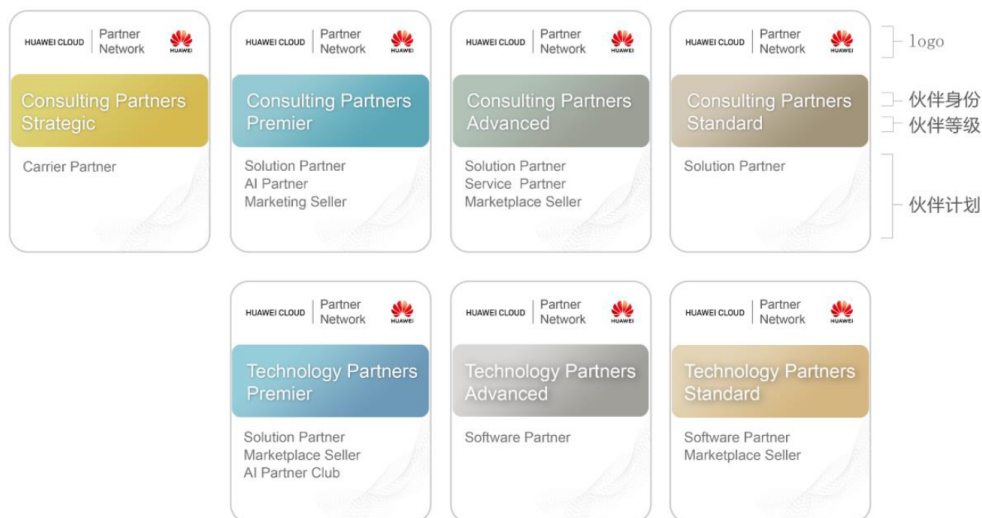 HUAWEI CLOUD
Partner
Network
HUAWEI
Consulting Partners
Strategic
Carrier Partner
HUAWEI CLOUD
Partner
Network
HUAWEI
Consulting Partners
Premier
Solution Partner
AI Partner
Marketing Seller
HUAWEI CLOUD
Partner
Network
HUAWEI
Consulting Partners
Advanced
Solution Partner
Service Partner
Marketplace Seller
HUAWEI CLOUD
Partner
Network
HUAWEI
Consulting Partners
Standard
Solution Partner
logo
伙伴身份
伙伴等级
伙伴计划
HUAWEI CLOUD
Partner
Network
HUAWEI
Technology Partners
Premier
Solution Partner
Marketplace Seller
AI Partner Club
HUAWEI CLOUD
Partner
Network
HUAWEI
Technology Partners
Advanced
Software Partner
HUAWEI CLOUD
Partner
Network
HUAWEI
Technology Partners
Standard
Software Partner
Marketplace Seller